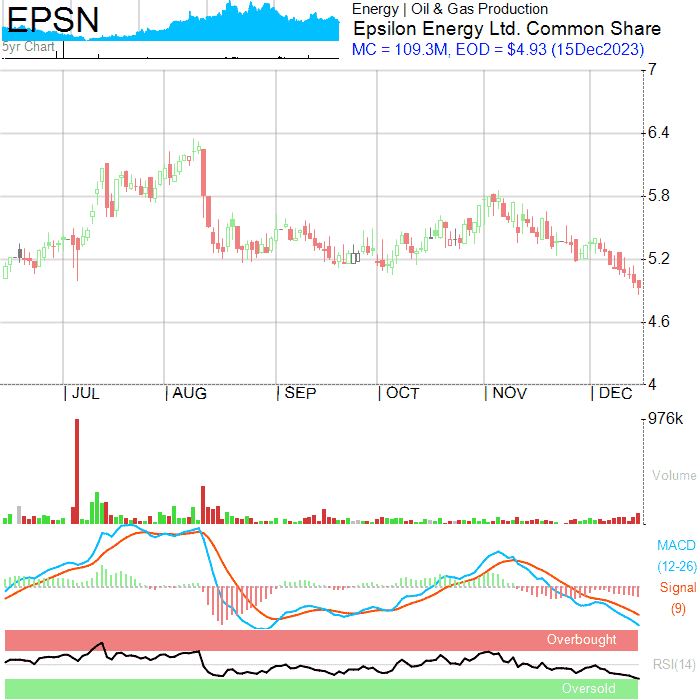 EPSN
5yr Chart
Energy | Oil & Gas Production
Epsilon Energy Ltd. Common Share
MC = 109.3M, EOD = $4.93 (15Dec2023)
7
6.4
5.8
5.2
4.6
4
| JUL | AUG | SEP | OCT | NOV | DEC
976k
Volume
MACD
(12-26)
Signal
(9)
Overbought
RSI(14)
Oversold